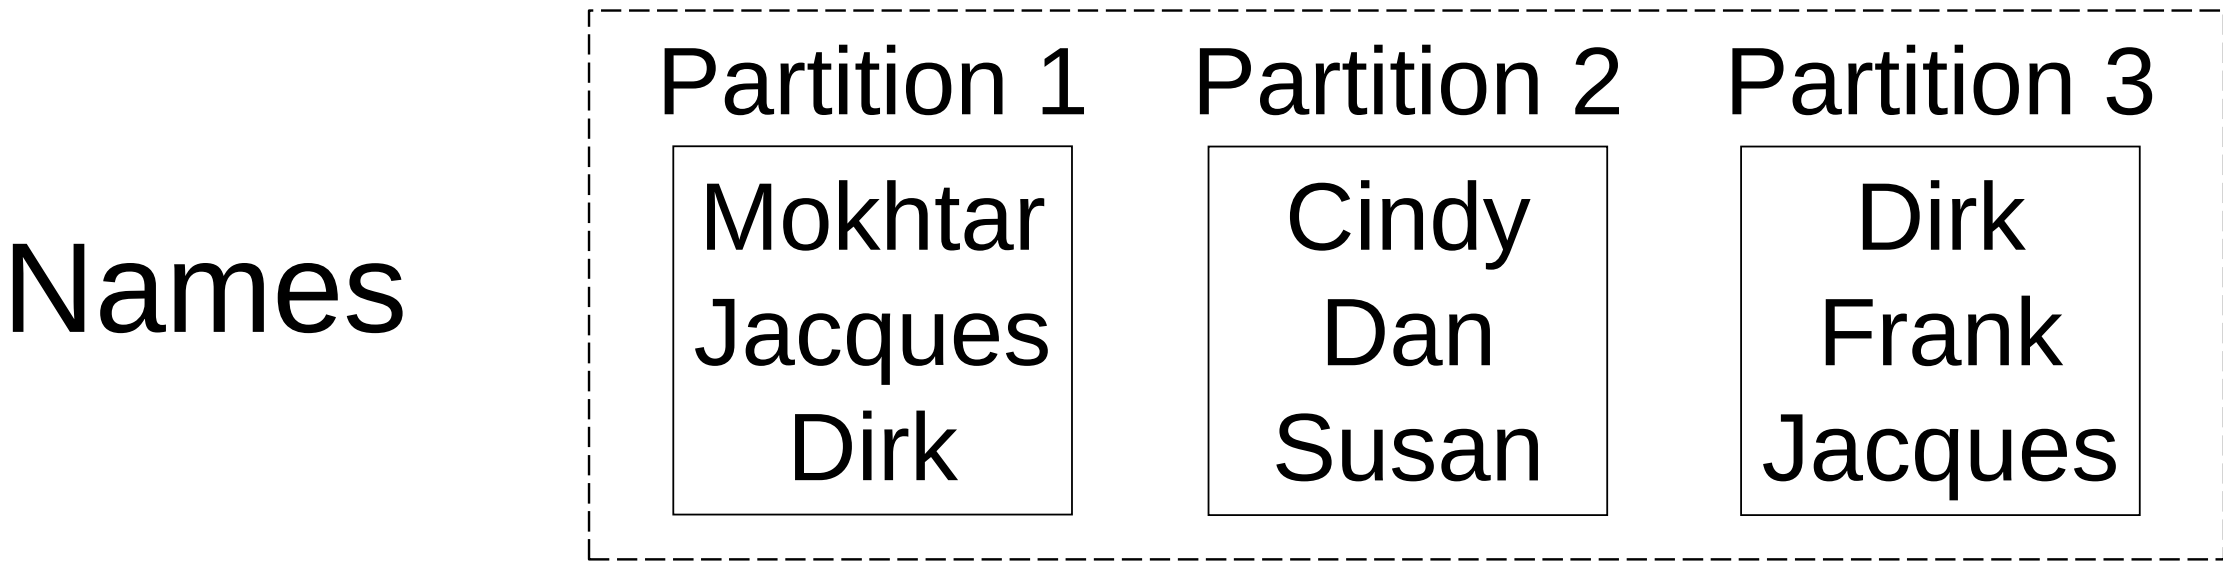 Names
Partition 1
Mokhtar
Jacques
Dirk
Partition 2
Cindy
Dan
Susan
Partition 3
Dirk
Frank
Jacques